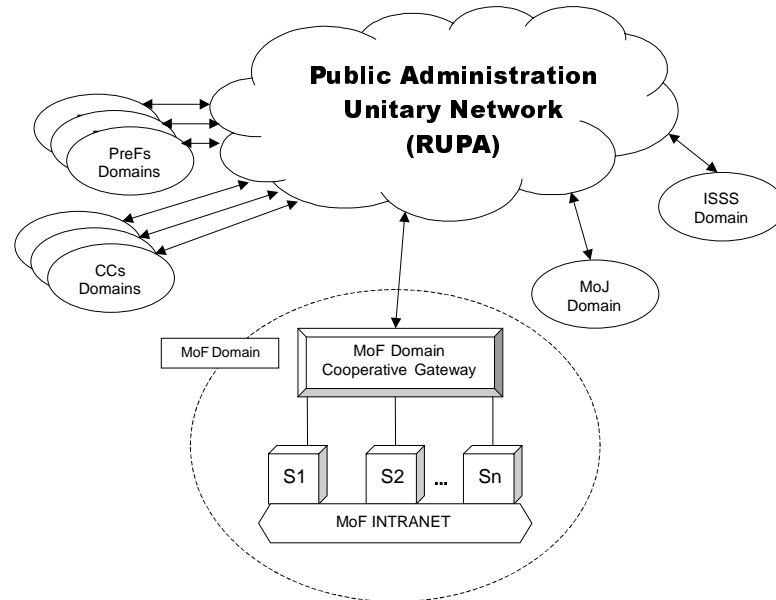 Public Administration
Unitary Network
(RUPA)
PreFs
Domains
ISSS
Domain
CCs
Domains
MoJ
Domain
MoF Domain
MoF Domain
Cooperative Gateway
S1 S2 ... Sn
MoF INTRANET